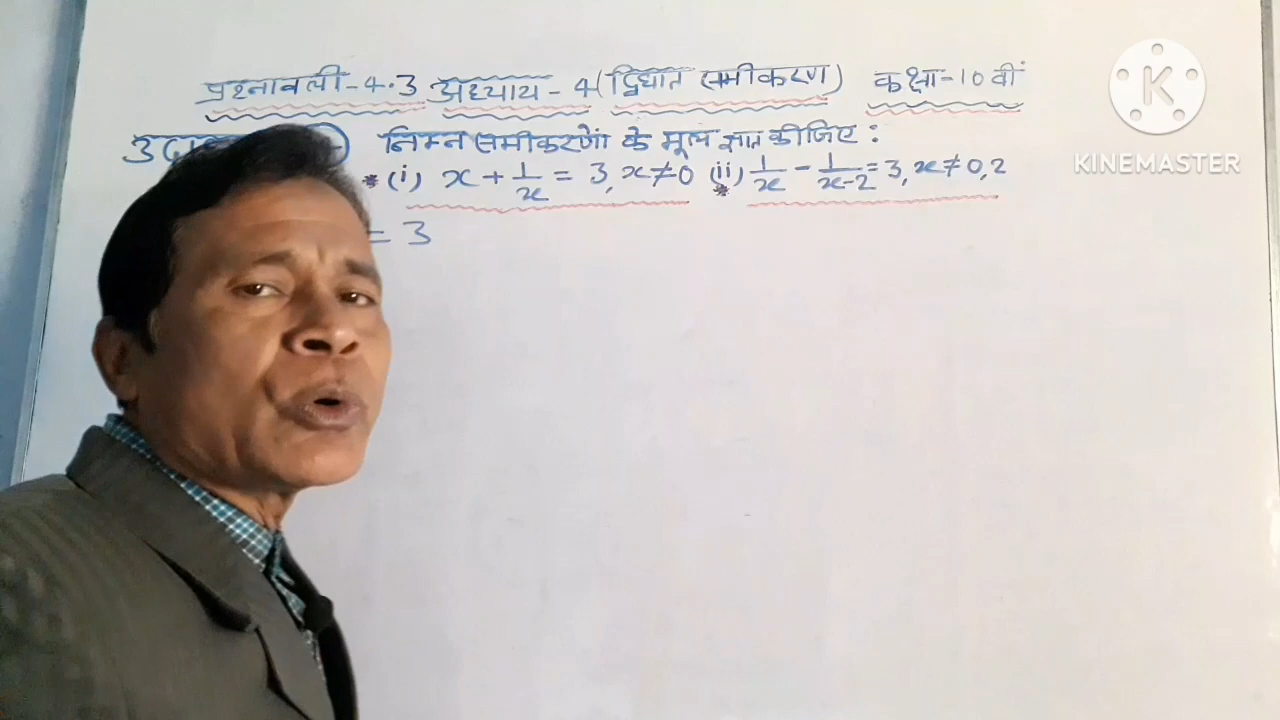 प्रश्नावली-4.3 अध्याय-4 (द्विघात समीकरण) कक्षा-10 वीं
निम्न समीकरणों के मूल ज्ञात कीजिए :
*(i) x + 1/x = 3, x ≠ 0 *(ii) 1/x - 1/(x-2) = 3, x ≠ 0, 2
= 3
K
KINEMASTER